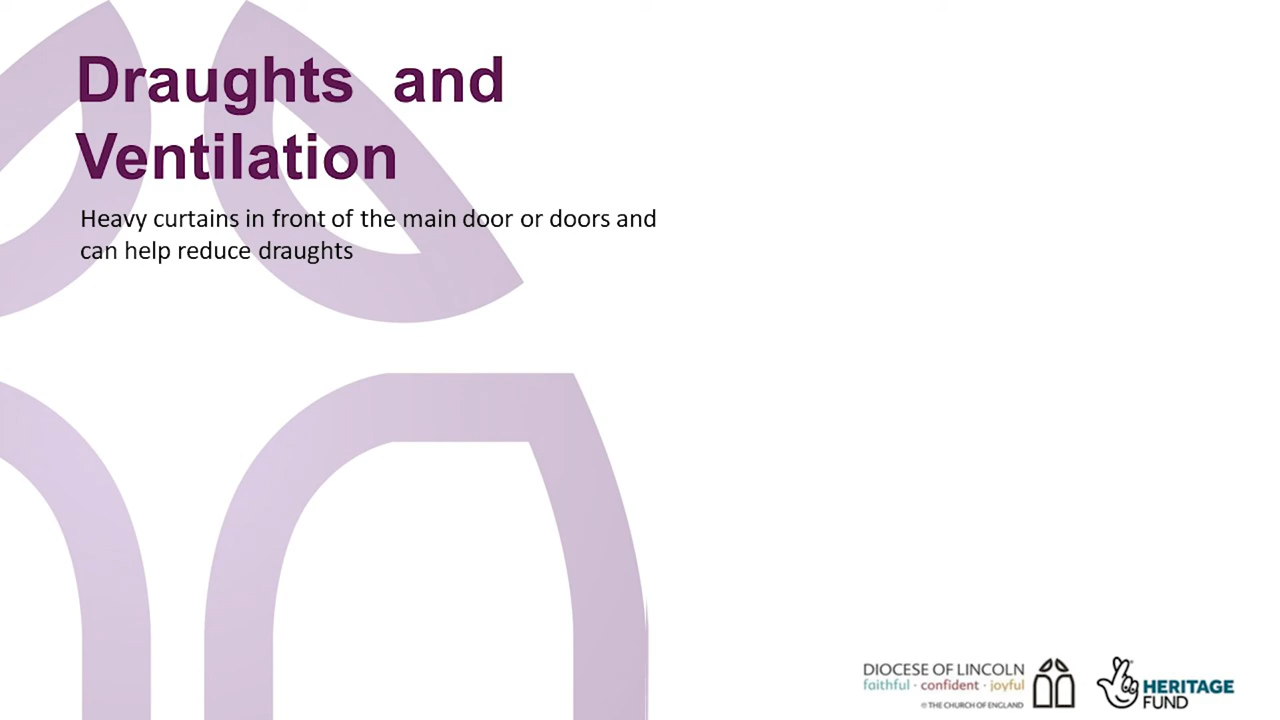 Draughts and
Ventilation
Heavy curtains in front of the main door or doors and
can help reduce draughts
DIOCESE OF LINCOLN
faithful · confident · joyful
© THE CHURCH OF ENGLAND
HERITAGE
FUND